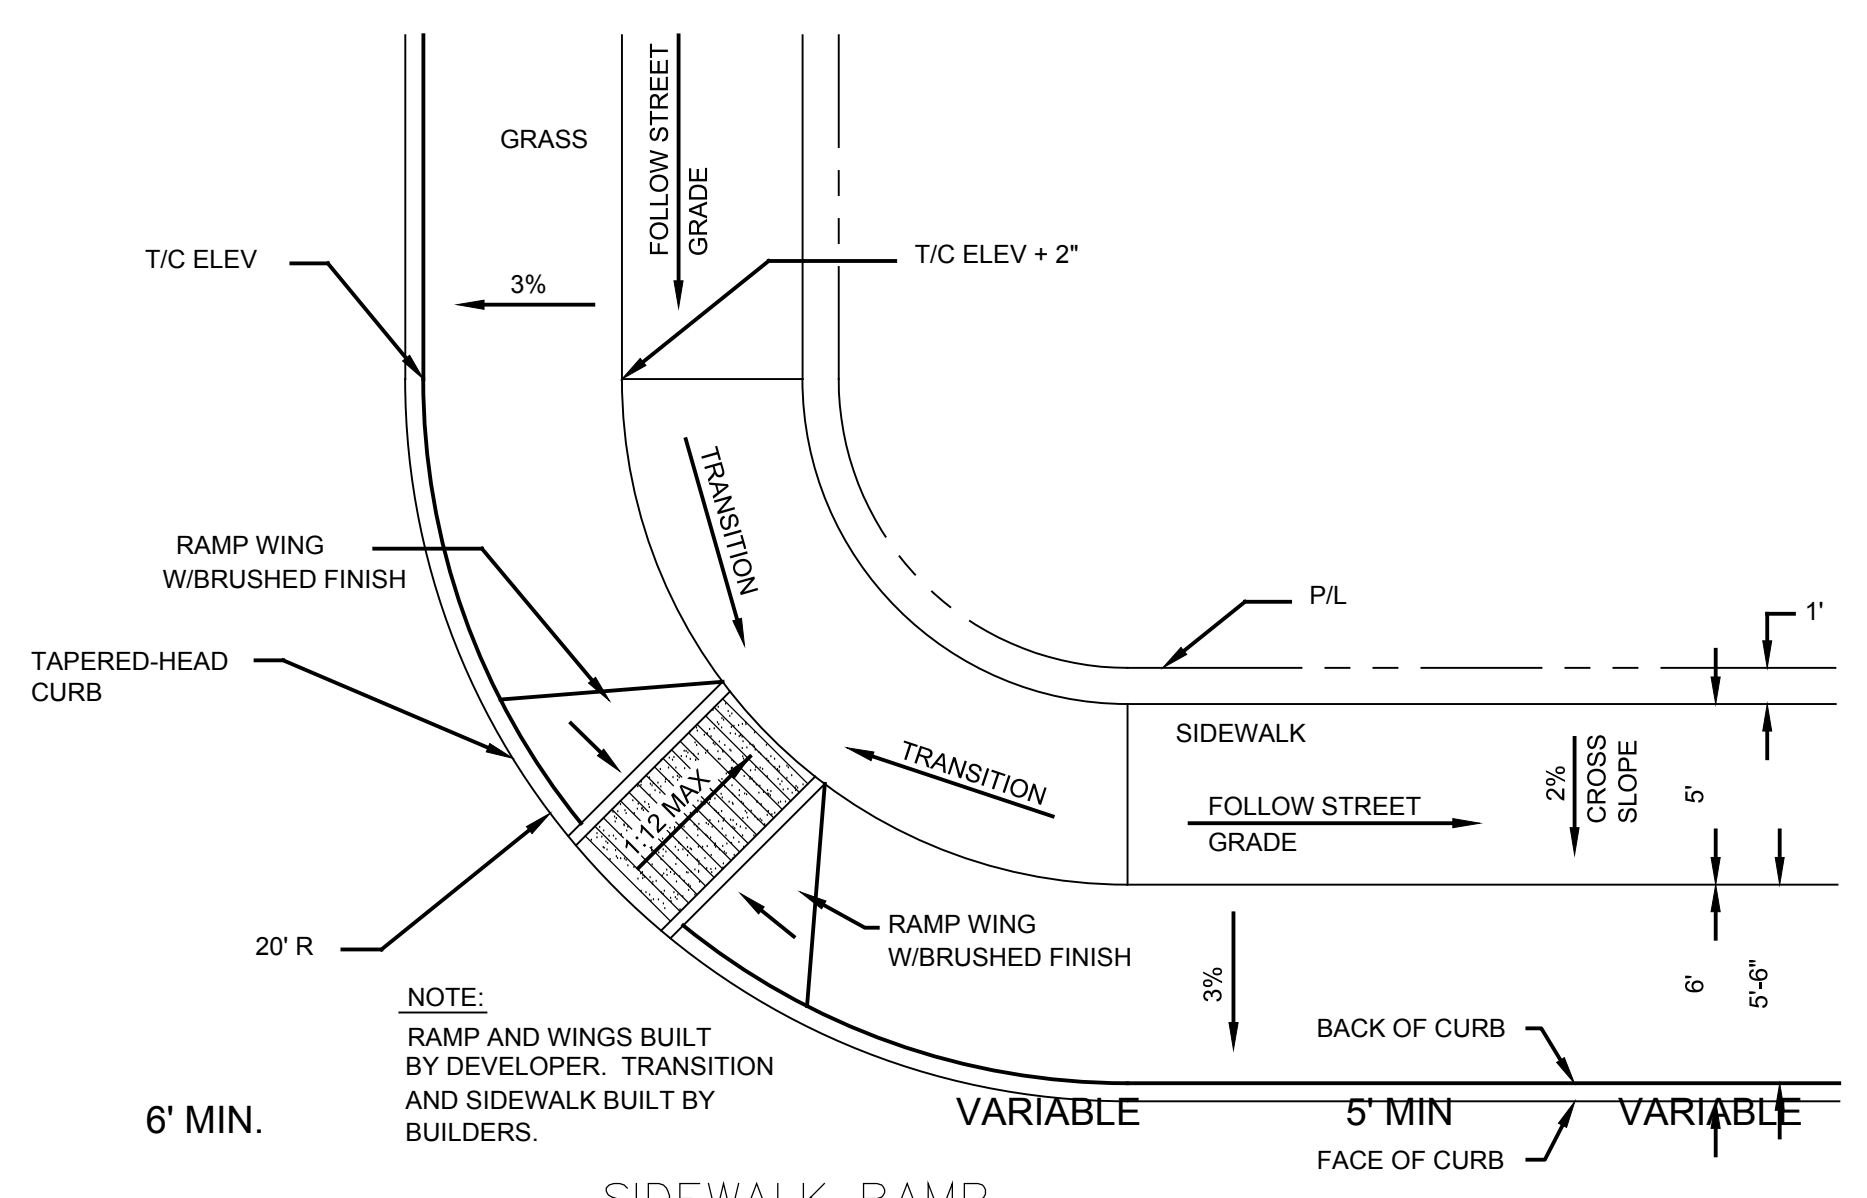 GRASS
FOLLOW STREET
GRADE
T/C ELEV
T/C ELEV + 2"
3%
TRANSITION
RAMP WING
W/BRUSHED FINISH
P/L
1'
TAPERED-HEAD
CURB
SIDEWALK
2%
CROSS
SLOPE
5'
TRANSITION
1:12 MAX
FOLLOW STREET
GRADE
20' R
RAMP WING
W/BRUSHED FINISH
3%
6'
5'-6"
NOTE:
RAMP AND WINGS BUILT
BY DEVELOPER. TRANSITION
AND SIDEWALK BUILT BY
BUILDERS.
BACK OF CURB
6' MIN.
VARIABLE
5' MIN
VARIABLE
FACE OF CURB
SIDEWALK RAMP